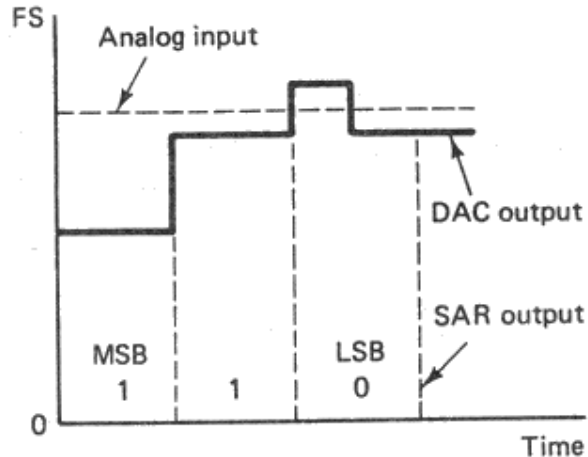 FS
Analog input
DAC output
SAR output
MSB
1
1
LSB
0
0
Time